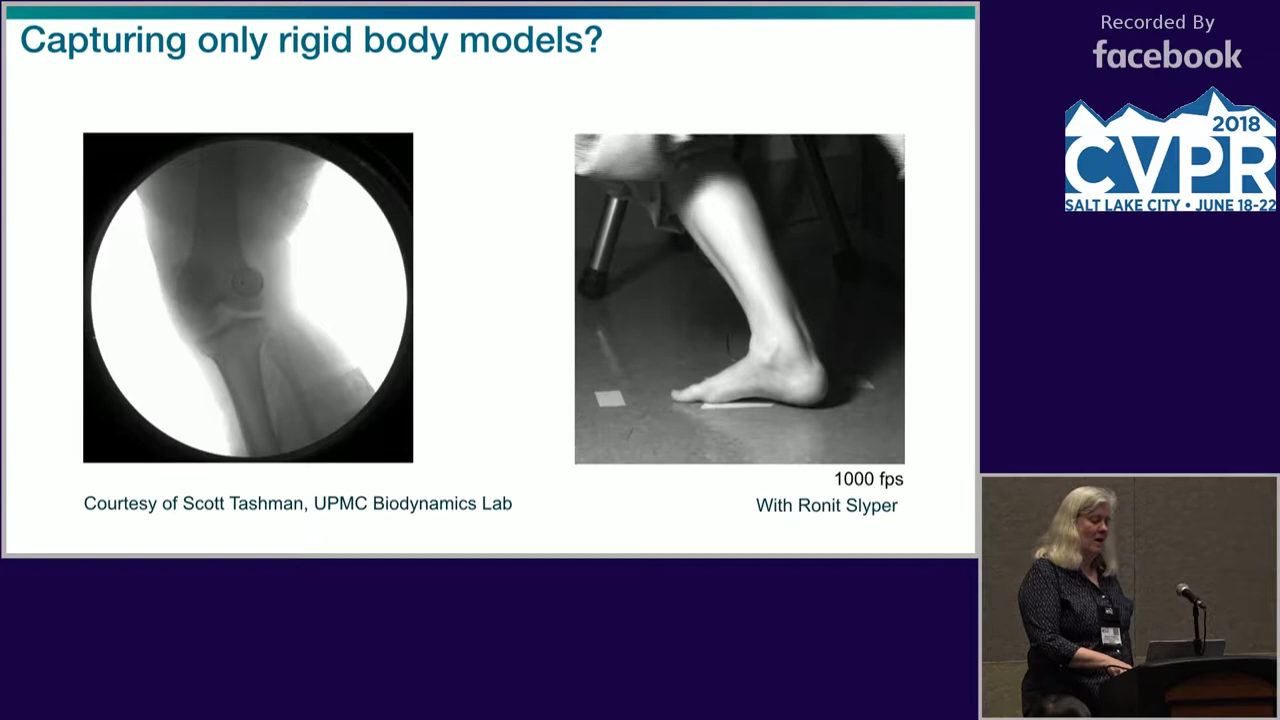 Capturing only rigid body models?
Courtesy of Scott Tashman, UPMC Biodynamics Lab
1000 fps
With Ronit Slyper
Recorded By
facebook
2018
CVPR
SALT LAKE CITY • JUNE 18-22